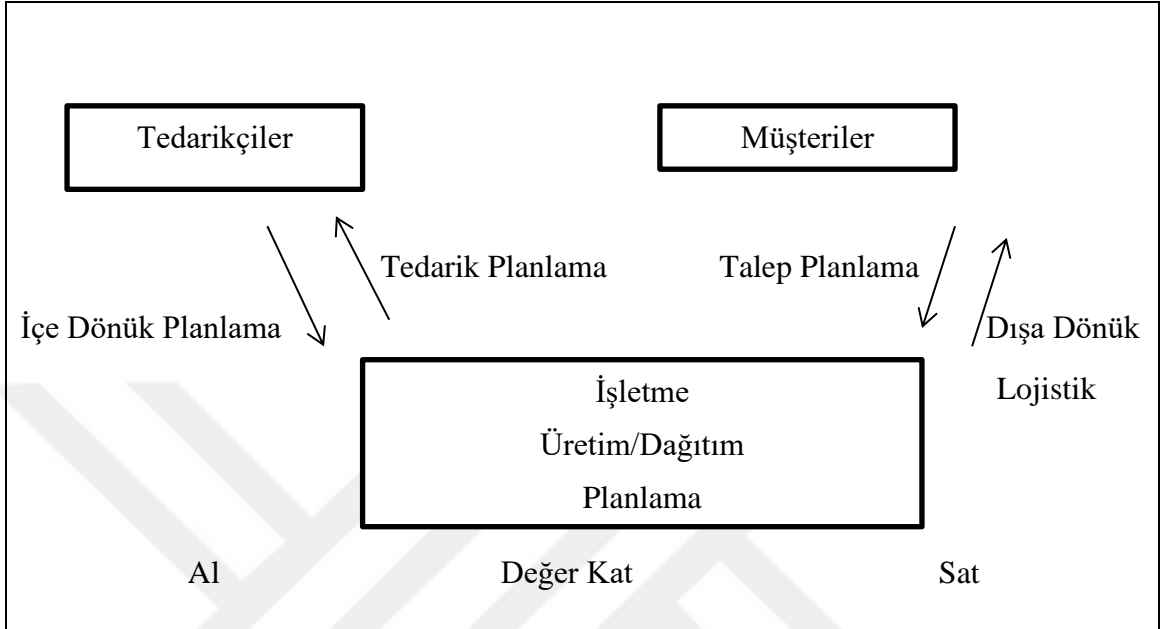 Tedarikçiler
Müşteriler
Tedarik Planlama
Talep Planlama
İçe Dönük Planlama
Dışa Dönük
Lojistik
İşletme
Üretim/Dağıtım
Planlama
Al
Değer Kat
Sat